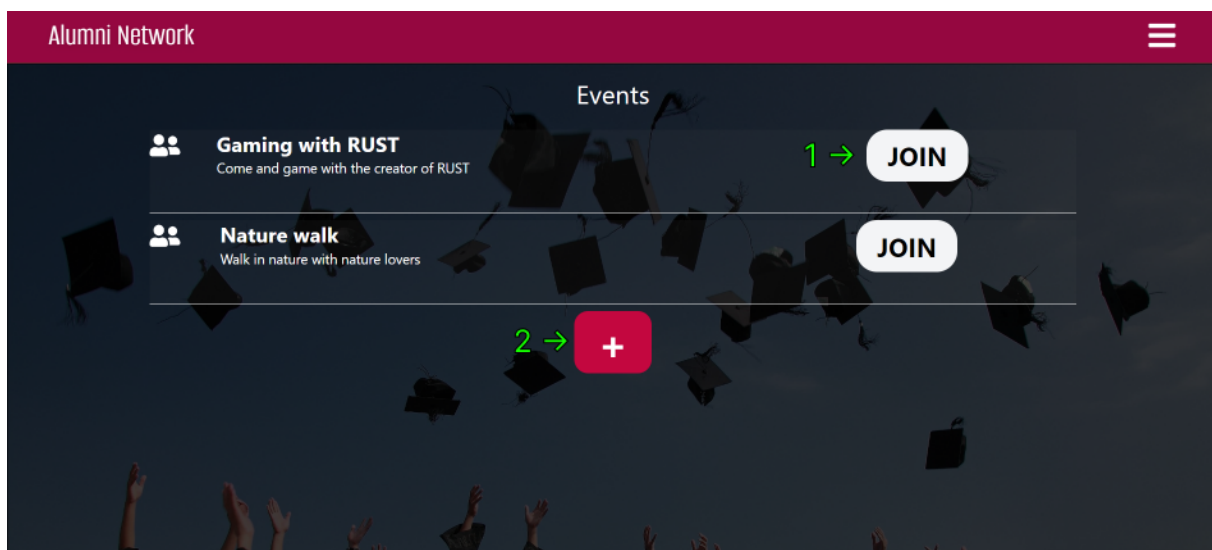 Alumni Network
Events
Gaming with RUST
Come and game with the creator of RUST
1 → JOIN
Nature walk
Walk in nature with nature lovers
JOIN
2 → +